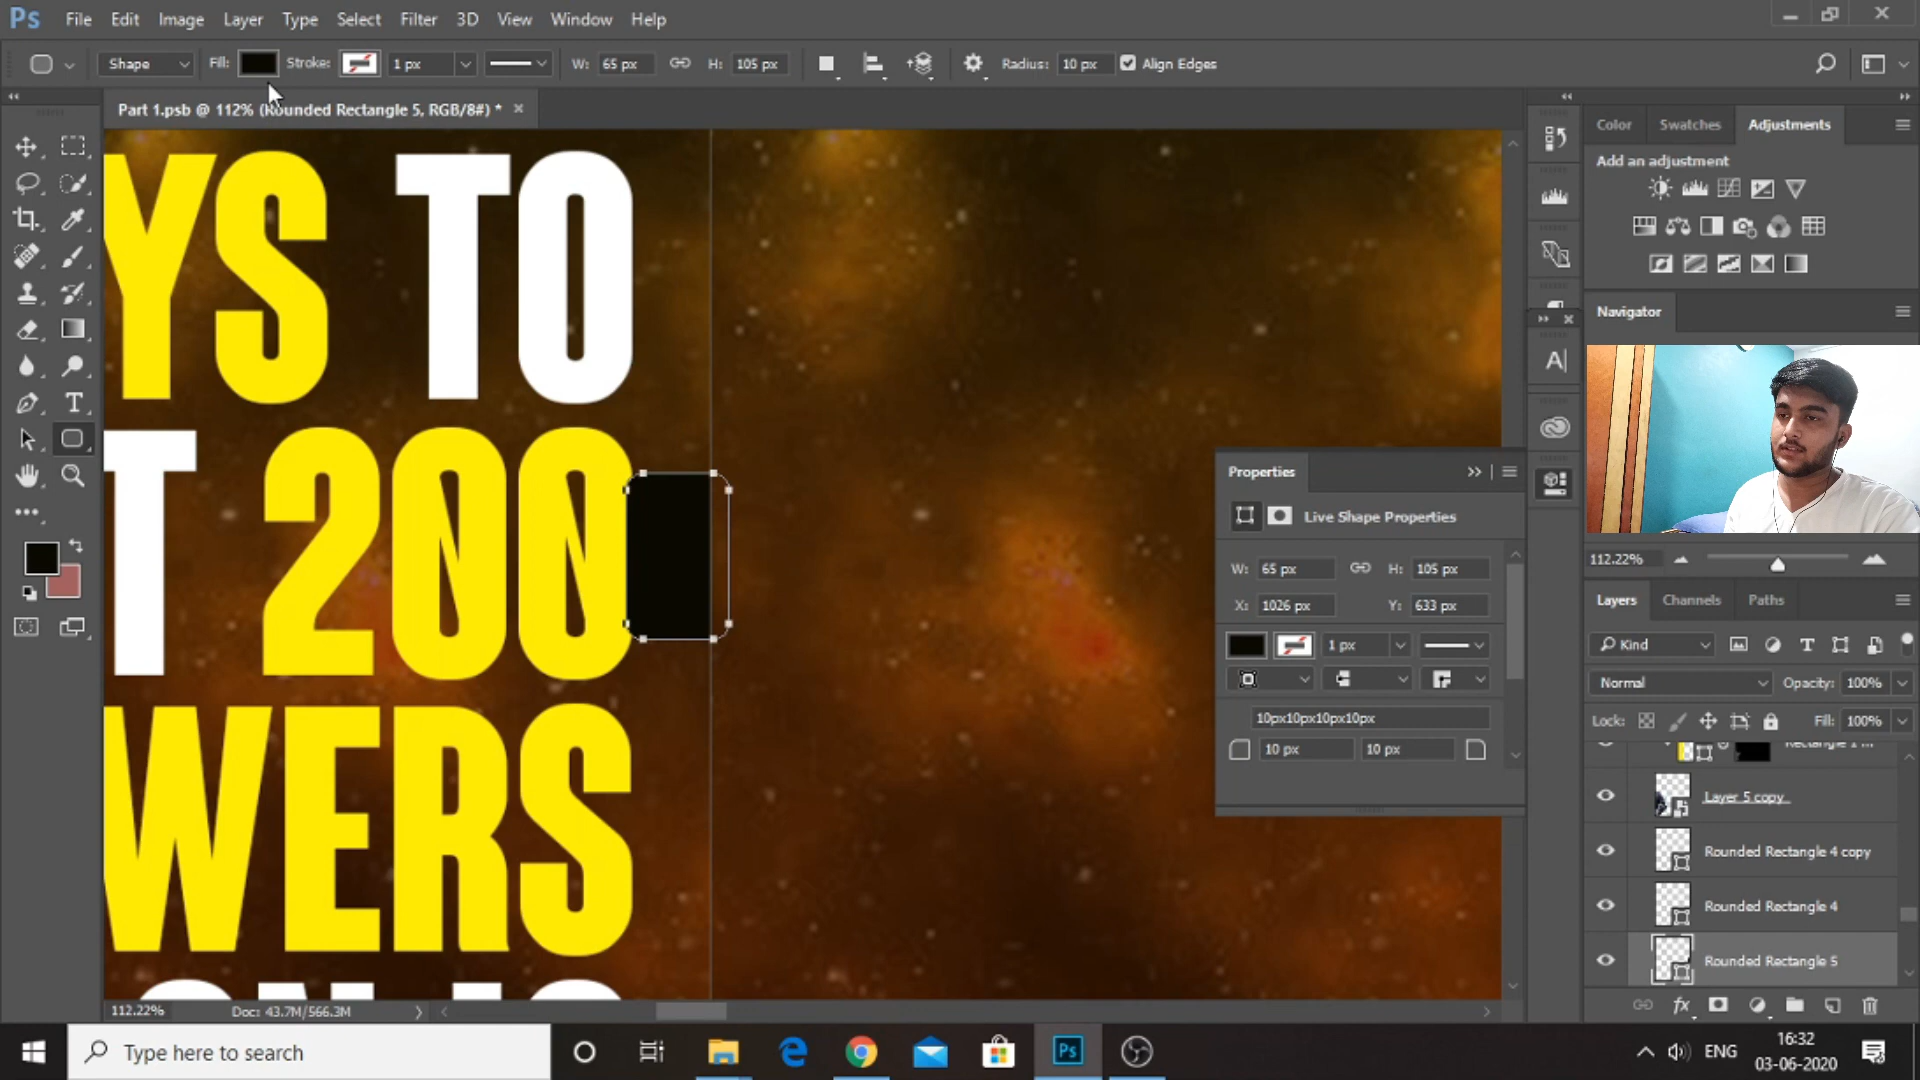 Ps File Edit Image Layer Type Select Filter 3D View Window Help
Shape Fill: Stroke: 1 px W: 65 px H: 105 px Radius: 10 px Align Edges
Part 1.psb @ 112% (Rounded Rectangle 5, RGB/8#) *
YS TO
T 200
WERS
Color Swatches Adjustments
Add an adjustment
Navigator
112.22%
Properties
Live Shape Properties
W: 65 px H: 105 px
X: 1026 px Y: 633 px
1 px
10px10px10px10px
10 px 10 px
Layers Channels Paths
Kind
Normal Opacity: 100%
Lock: Fill: 100%
Rectangle 1 ...
Layer 5 copy
Rounded Rectangle 4 copy
Rounded Rectangle 4
Rounded Rectangle 5
fx
112.22% Doc: 43.7M/566.3M
Type here to search
Ps
ENG
16:32
03-06-2020